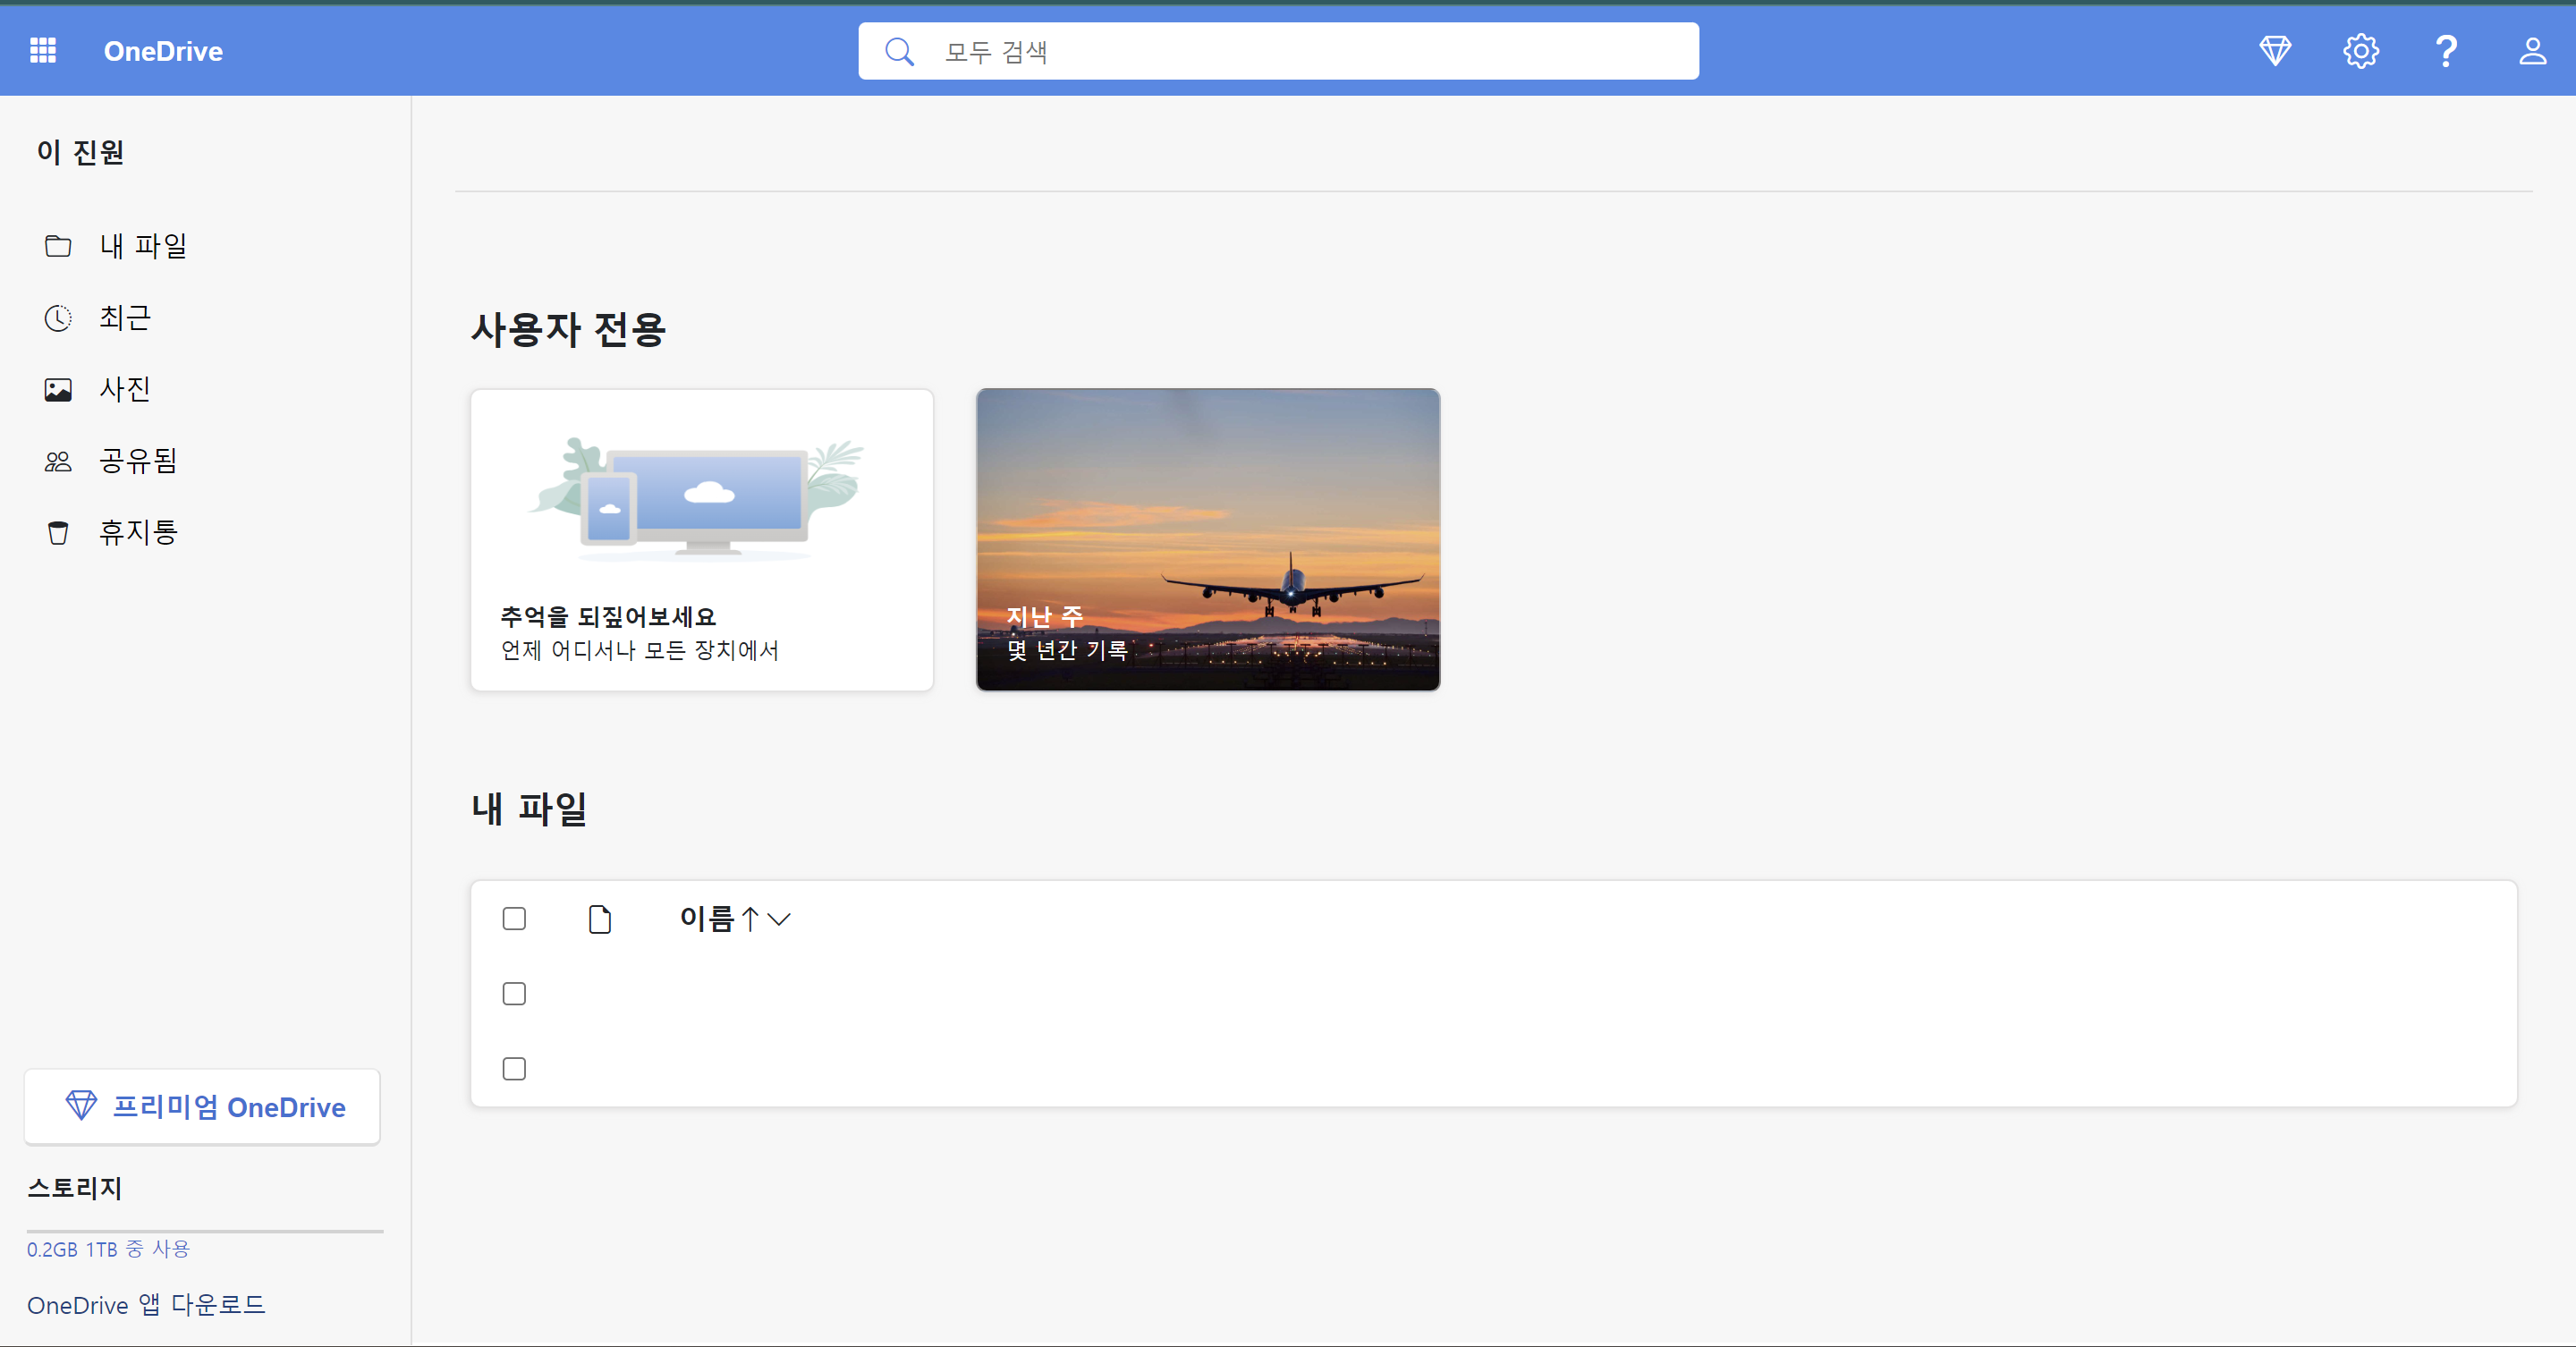 OneDrive
모두 검색
?
이 진원
내 파일
최근
사진
공유됨
휴지통
프리미엄 OneDrive
스토리지
0.2GB 1TB 중 사용
OneDrive 앱 다운로드
사용자 전용
추억을 되짚어보세요
언제 어디서나 모든 장치에서
지난 주
몇 년간 기록
내 파일
이름